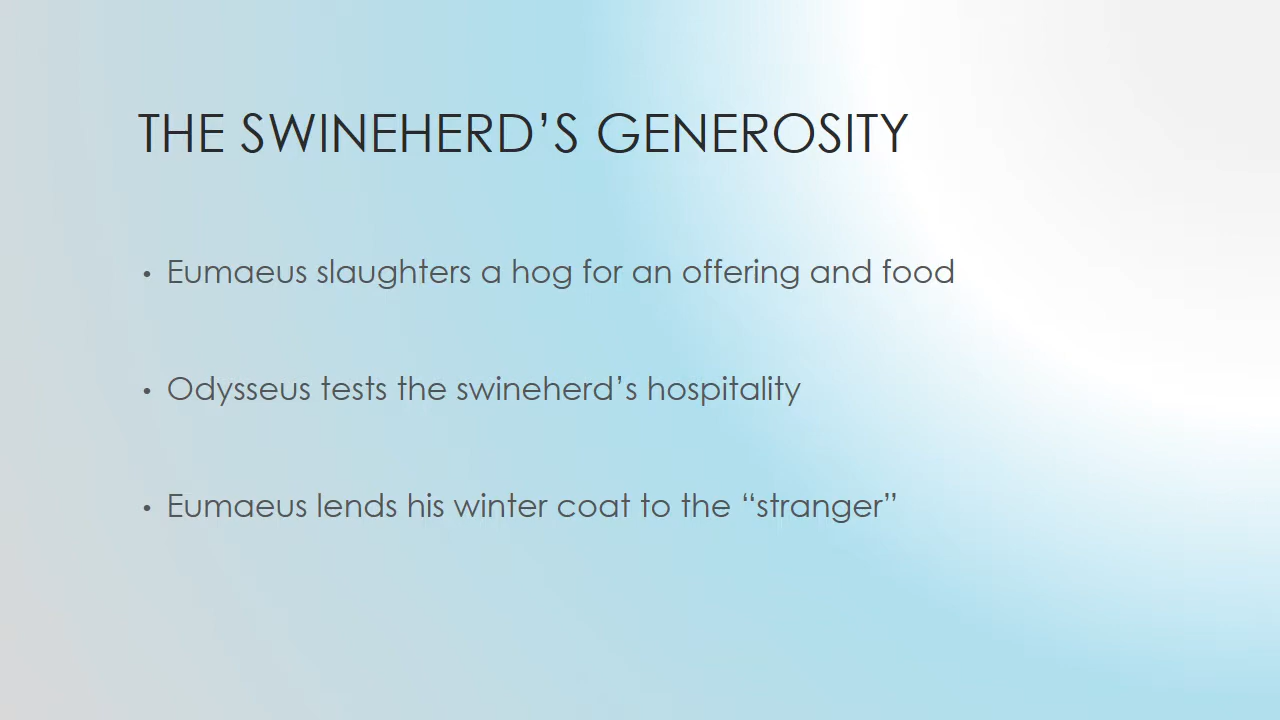 THE SWINEHERD’S GENEROSITY
• Eumaeus slaughters a hog for an offering and food
• Odysseus tests the swineherd’s hospitality
• Eumaeus lends his winter coat to the “stranger”